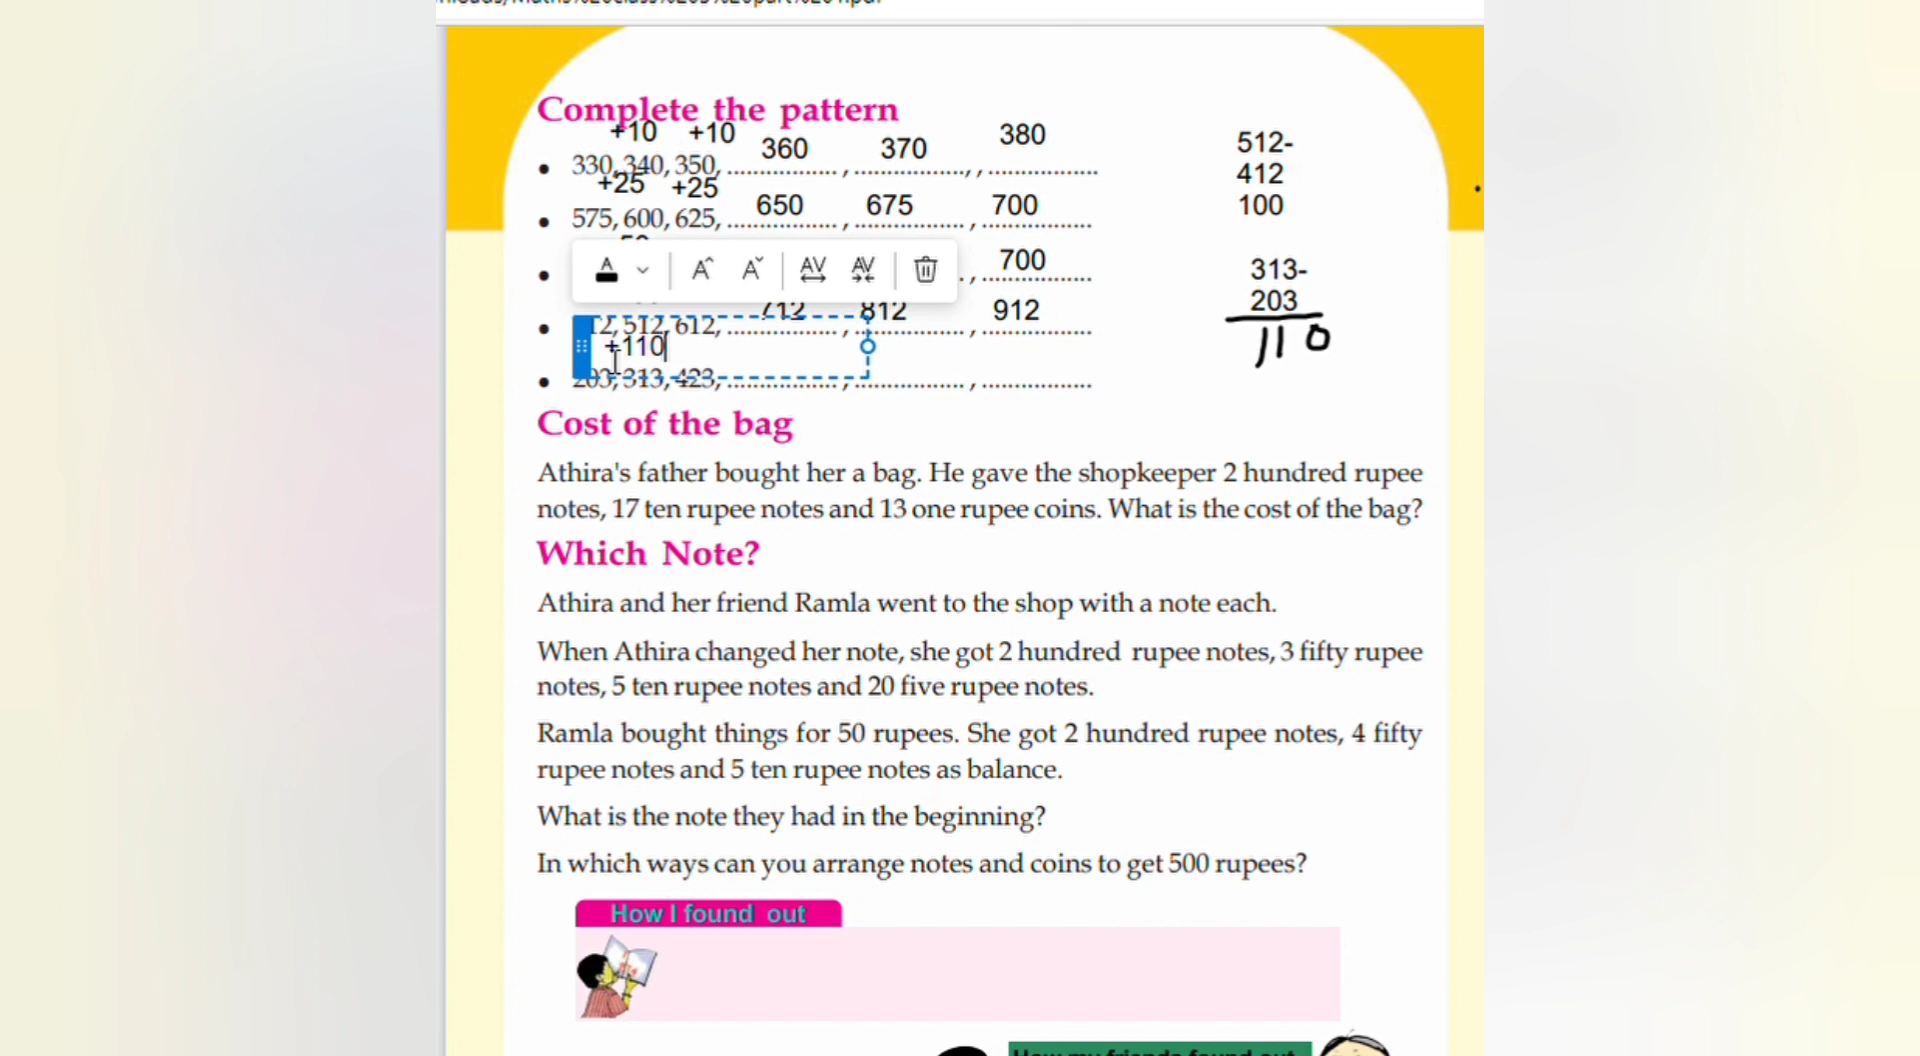 Complete the pattern
+10 +10 360 370 380
330, 340, 350, ................. , ................., , .................
+25 +25 650 675 700
575, 600, 625, ................. , ................. , .................
700
712 812 912
12, 512, 612, ................. , ................. , .................
+110
203, 313, 423, ................. , ................. , .................
512-
412
100
313-
203
110
Cost of the bag
Athira's father bought her a bag. He gave the shopkeeper 2 hundred rupee
notes, 17 ten rupee notes and 13 one rupee coins. What is the cost of the bag?
Which Note?
Athira and her friend Ramla went to the shop with a note each.
When Athira changed her note, she got 2 hundred rupee notes, 3 fifty rupee
notes, 5 ten rupee notes and 20 five rupee notes.
Ramla bought things for 50 rupees. She got 2 hundred rupee notes, 4 fifty
rupee notes and 5 ten rupee notes as balance.
What is the note they had in the beginning?
In which ways can you arrange notes and coins to get 500 rupees?
How I found out
How my friends found out